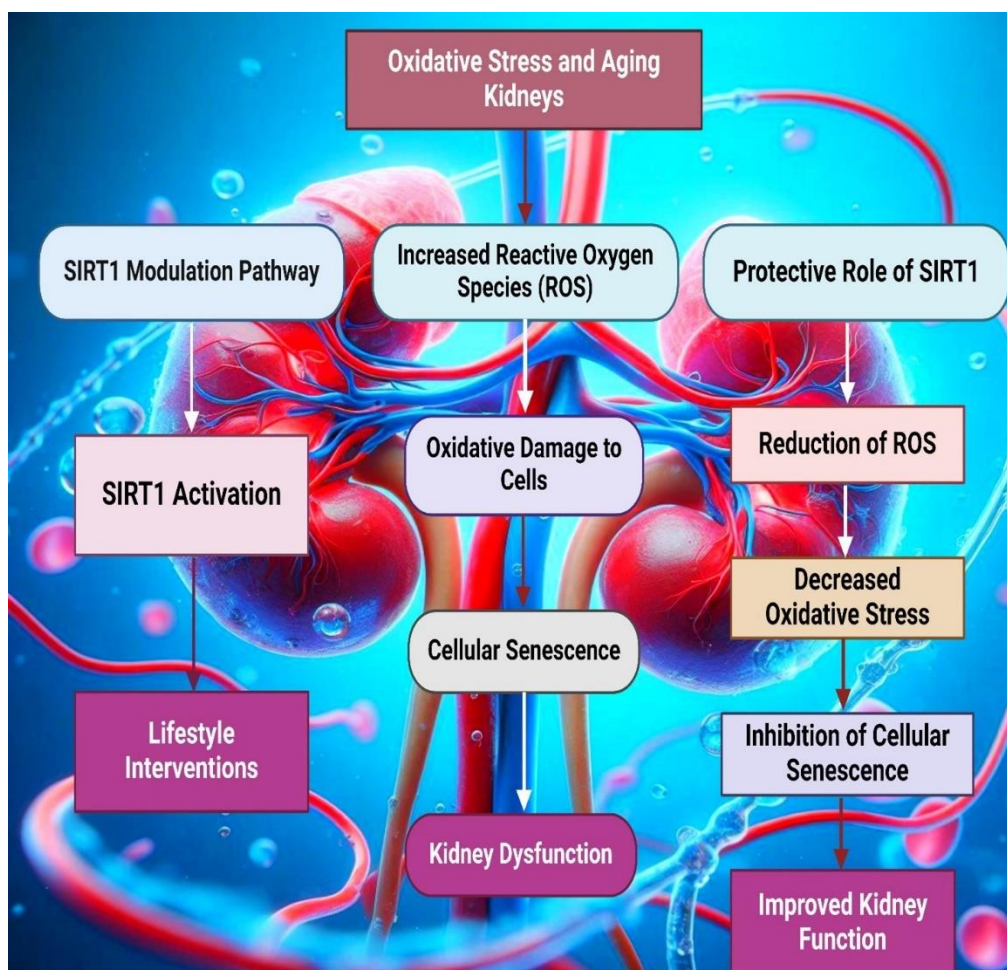 Oxidative Stress and Aging
Kidneys
SIRT1 Modulation Pathway
Increased Reactive Oxygen
Species (ROS)
Protective Role of SIRT1
SIRT1 Activation
Oxidative Damage to
Cells
Reduction of ROS
Decreased
Oxidative Stress
Cellular Senescence
Lifestyle
Interventions
Inhibition of Cellular
Senescence
Kidney Dysfunction
Improved Kidney
Function